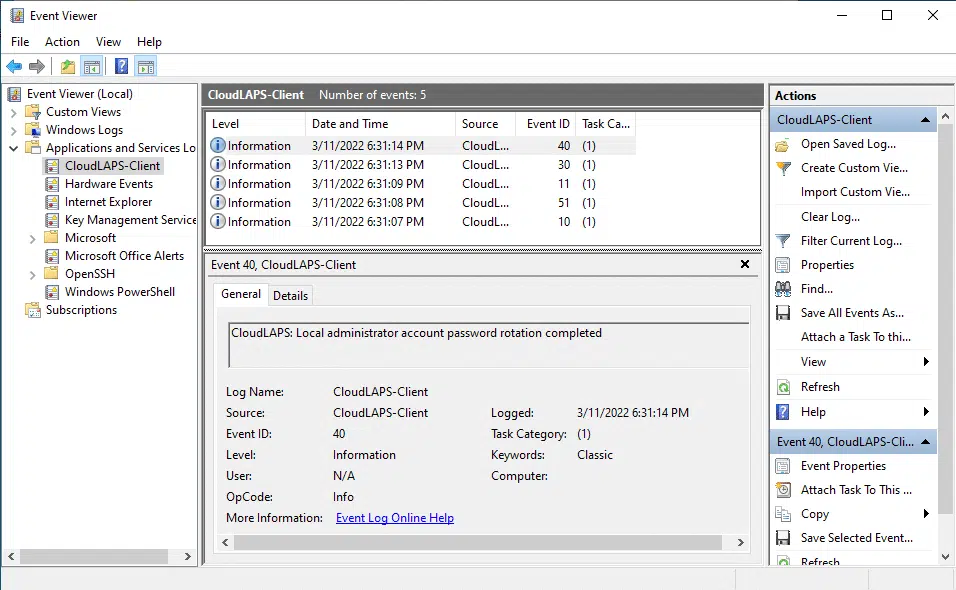 Event Viewer
File Action View Help
Event Viewer (Local)
Custom Views
Windows Logs
Applications and Services Lo
CloudLAPS-Client
Hardware Events
Internet Explorer
Key Management Service
Microsoft
Microsoft Office Alerts
OpenSSH
Windows PowerShell
Subscriptions
CloudLAPS-Client Number of events: 5
Level Date and Time Source Event ID Task Ca...
Information 3/11/2022 6:31:14 PM CloudL... 40 (1)
Information 3/11/2022 6:31:13 PM CloudL... 30 (1)
Information 3/11/2022 6:31:09 PM CloudL... 11 (1)
Information 3/11/2022 6:31:08 PM CloudL... 51 (1)
Information 3/11/2022 6:31:07 PM CloudL... 10 (1)
Event 40, CloudLAPS-Client
General Details
CloudLAPS: Local administrator account password rotation completed
Log Name: CloudLAPS-Client
Source: CloudLAPS-Client Logged: 3/11/2022 6:31:14 PM
Event ID: 40 Task Category: (1)
Level: Information Keywords: Classic
User: N/A Computer:
OpCode: Info
More Information: Event Log Online Help
Actions
CloudLAPS-Client
Open Saved Log...
Create Custom Vie...
Import Custom Vie...
Clear Log...
Filter Current Log...
Properties
Find...
Save All Events As...
Attach a Task To thi...
View
Refresh
Help
Event 40, CloudLAPS-Cli...
Event Properties
Attach Task To This ...
Copy
Save Selected Event...
Refresh